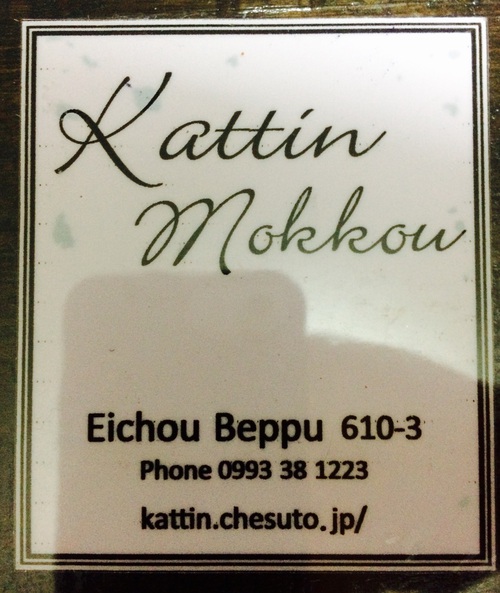 Kattin
Mokkou
Eichou Beppu 610-3
Phone 0993 38 1223
kattin.chesuto.jp/